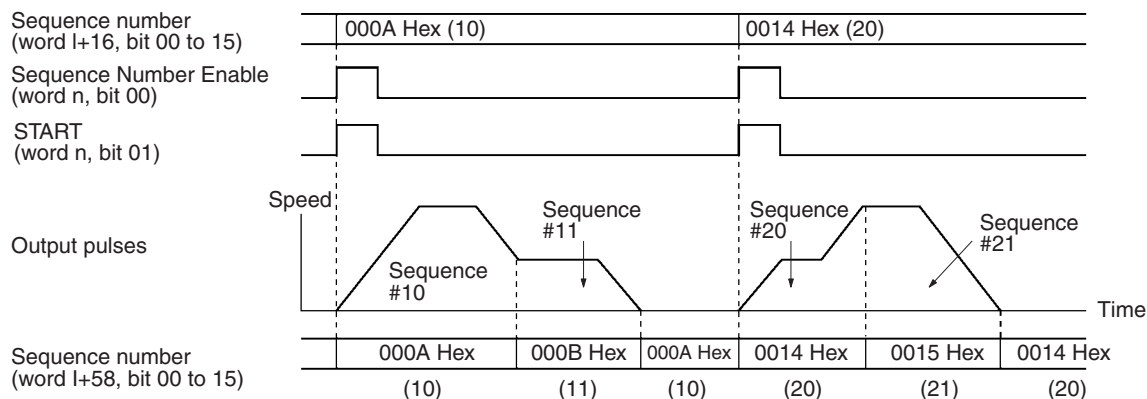 Sequence number
(word l+16, bit 00 to 15)
000A Hex (10)
0014 Hex (20)
Sequence Number Enable
(word n, bit 00)
START
(word n, bit 01)
Speed
Output pulses
Sequence
#10
Sequence
#11
Sequence
#20
Sequence
#21
Time
Sequence number
(word l+58, bit 00 to 15)
000A Hex
000B Hex
000A Hex
0014 Hex
0015 Hex
0014 Hex
(10)
(11)
(10)
(20)
(21)
(20)